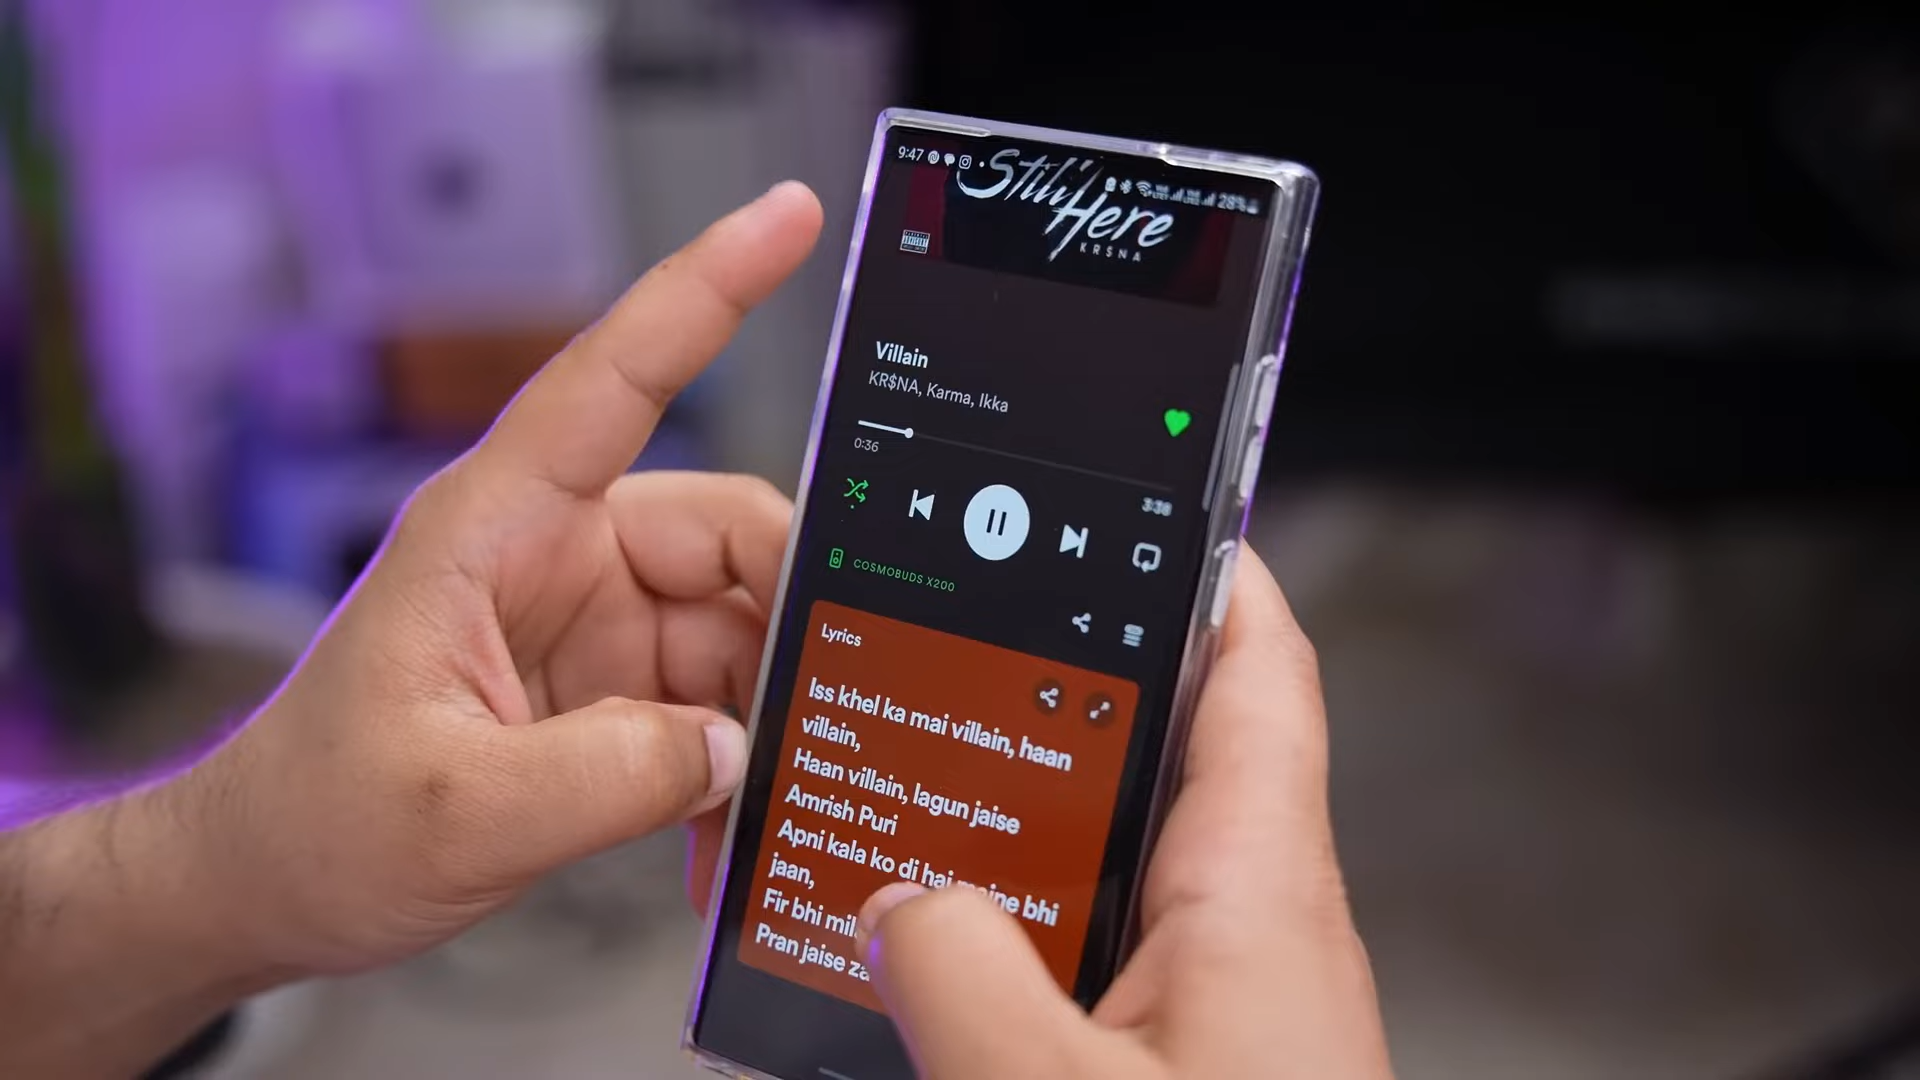 9:47
28%
Still
Here
KR$NA
Villain
KR$NA, Karma, Ikka
0:36
3:38
COSMOBUDS X200
Lyrics
Iss khel ka mai villain, haan
villain,
Haan villain, lagun jaise
Amrish Puri
Apni kala ko di hai maine bhi
jaan,
Fir bhi
Pran jaise